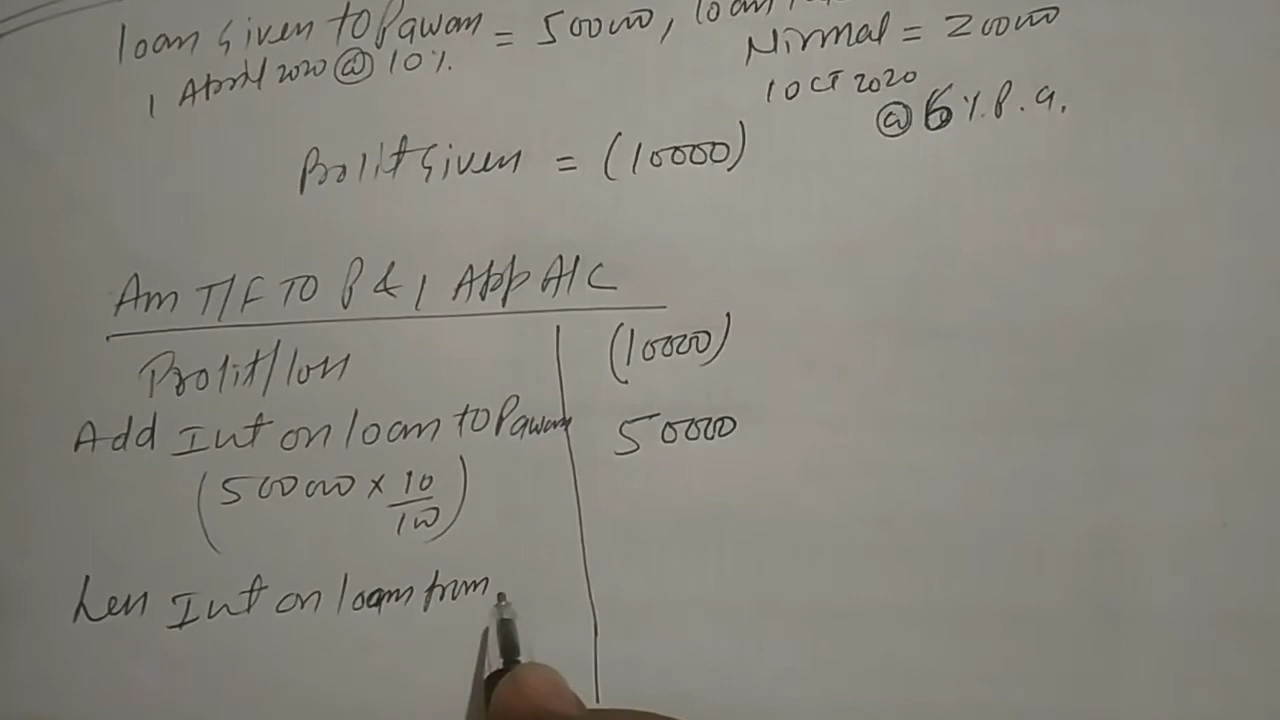 loan Given to Pawan = 500000, loan
Nirmal = 200000
1 April 2020 @ 10%.
1 OCT 2020
@ 6%. P. a.
Profit Given = (10000)
Am T/F TO P & l App A/C
Profit/loss (10000)
Add Int on loan to Pawan 50000
(500000 × 10/100)
Less Int on loan from